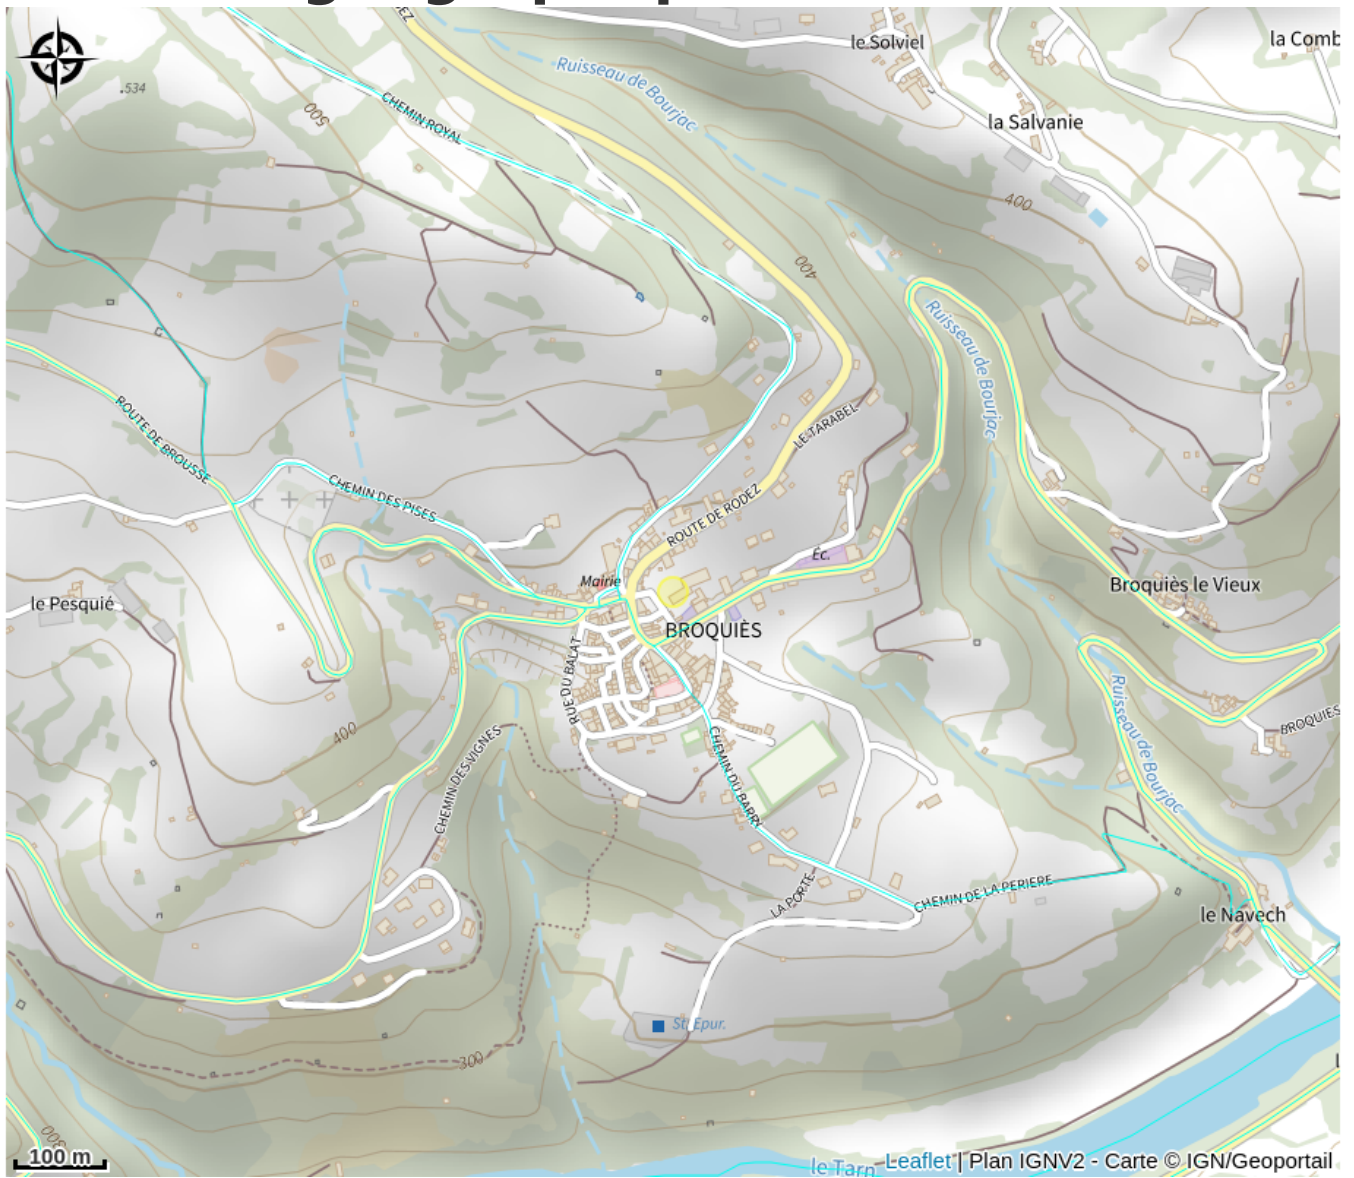 le Solviel
la Comb
Ruisseau de Bourjac
.534
500
CHEMIN ROYAL
la Salvanie
400
400
Ruisseau de Bourjac
ROUTE DE BROUSSE
LE TARABEL
CHEMIN DES PISES
ROUTE DE RODEZ
Éc.
Mairie
Broquiès le Vieux
le Pesquié
BROQUIÈS
RUE DU BALAT
Ruisseau de Bourjac
BROQUIES
400
CHEMIN DES VIGNES
CHEMIN DU BARRY
LA PORTE
CHEMIN DE LA PERIERE
le Navech
St. Epur.
300
300
100 m
le Tarn
Leaflet | Plan IGNV2 - Carte © IGN/Geoportail